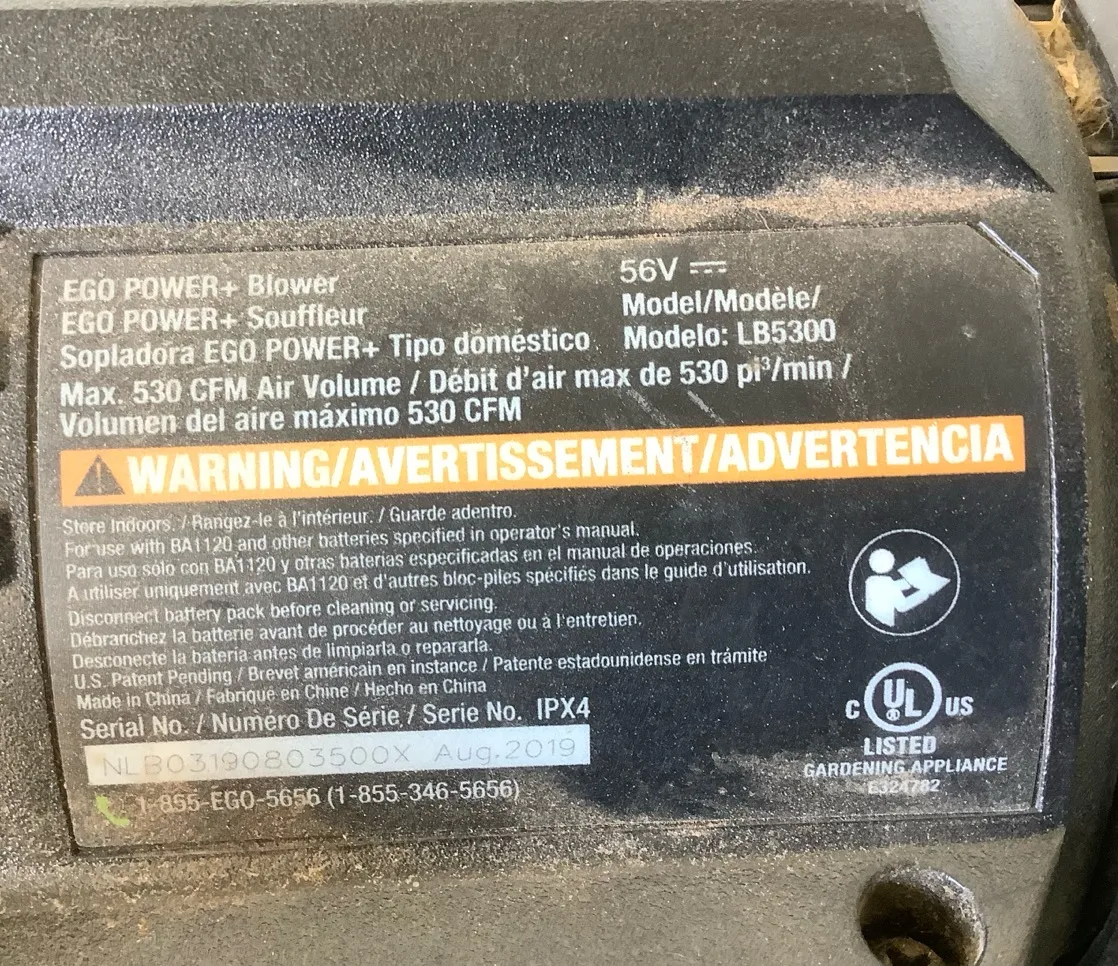 EGO POWER+ Blower
EGO POWER+ Souffleur
Sopladora EGO POWER+ Tipo doméstico
56V
Model/Modèle/
Modelo: LB5300
Max. 530 CFM Air Volume / Débit d'air max de 530 pi³/min /
Volumen del aire máximo 530 CFM
WARNING/AVERTISSEMENT/ADVERTENCIA
Store Indoors. / Rangez-le à l'intérieur. / Guarde adentro.
For use with BA1120 and other batteries specified in operator's manual.
Para uso sólo con BA1120 y otras baterías especificadas en el manual de operaciones.
A utiliser uniquement avec BA1120 et d'autres bloc-piles spécifiés dans le guide d'utilisation.
Disconnect battery pack before cleaning or servicing.
Débranchez la batterie avant de procéder au nettoyage ou à l'entretien.
Desconecte la batería antes de limpiarla o repararla.
U.S. Patent Pending / Brevet américain en instance / Patente estadounidense en trámite
Made in China / Fabriqué en Chine / Hecho en China
Serial No. / Numéro De Série / Serie No. IPX4
NLB03190803500X Aug.2019
1-855-EGO-5656 (1-855-346-5656)
C UL® US
LISTED
GARDENING APPLIANCE
E324782